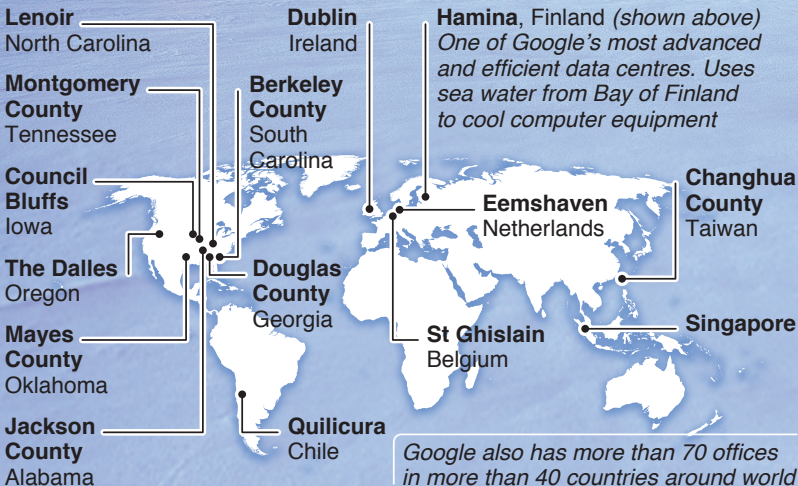 Lenoir
North Carolina
Montgomery
County
Tennessee
Council
Bluffs
Iowa
The Dalles
Oregon
Mayes
County
Oklahoma
Jackson
County
Alabama
Dublin
Ireland
Berkeley
County
South
Carolina
Douglas
County
Georgia
Quilicura
Chile
Hamina, Finland (shown above)
One of Google's most advanced
and efficient data centres. Uses
sea water from Bay of Finland
to cool computer equipment
Eemshaven
Netherlands
St Ghislain
Belgium
Changhua
County
Taiwan
Singapore
Google also has more than 70 offices
in more than 40 countries around world